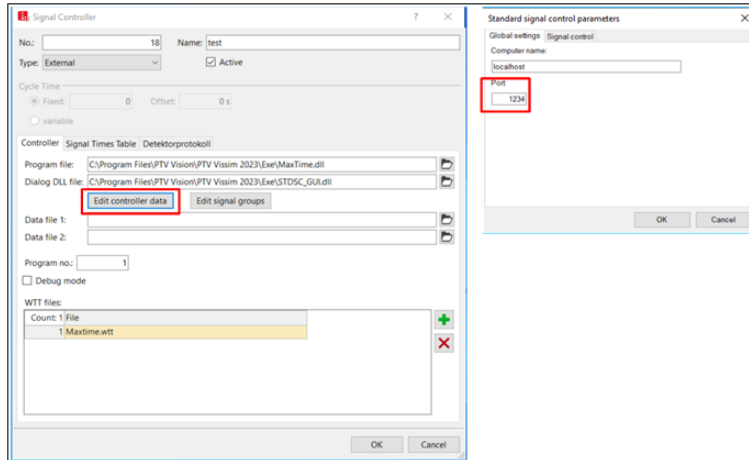 Signal Controller
? ×
No.: 18 Name: test
Type: External Active
Cycle Time
Fixed: 0 Offset: 0 s
variable
Controller Signal Times Table Detektorprotokoll
Program file: C:\Program Files\PTV Vision\PTV Vissim 2023\Exe\MaxTime.dll
Dialog DLL file: C:\Program Files\PTV Vision\PTV Vissim 2023\Exe\STDSC_GUI.dll
Edit controller data Edit signal groups
Data file 1:
Data file 2:
Program no.: 1
Debug mode
WTT files:
Count: 1 File
1 Maxtime.wtt
OK Cancel
Standard signal control parameters
Global settings Signal control
Computer name:
localhost
Port
1234
OK Cancel